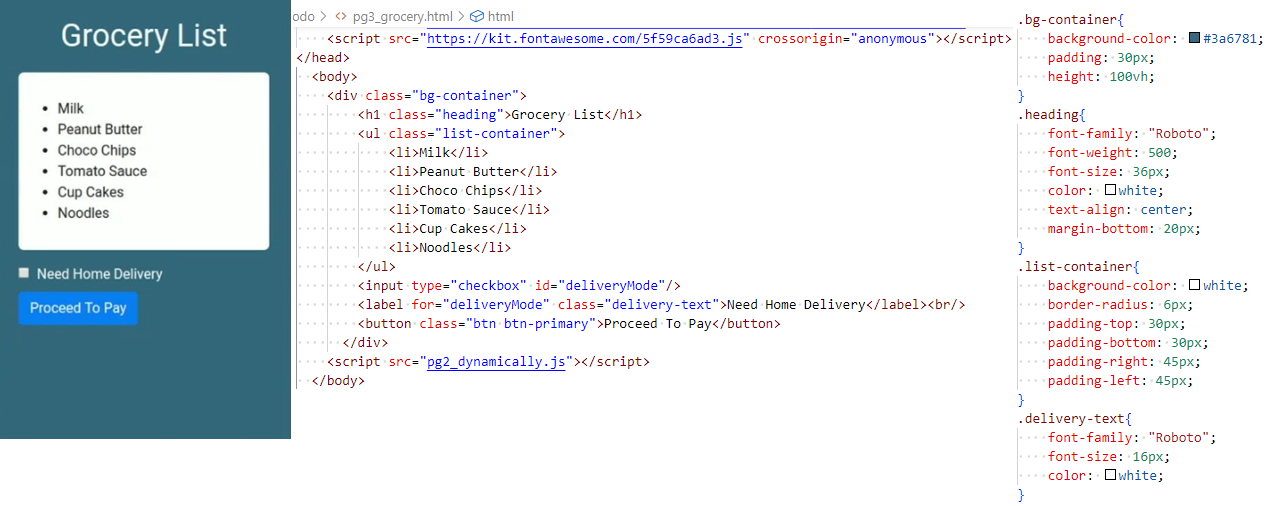 Grocery List
Milk
Peanut Butter
Choco Chips
Tomato Sauce
Cup Cakes
Noodles
Need Home Delivery
Proceed To Pay
odo > <> pg3_grocery.html > html
<script src="https://kit.fontawesome.com/5f59ca6ad3.js" crossorigin="anonymous"></script>
</head>
<body>
<div class="bg-container">
<h1 class="heading">Grocery List</h1>
<ul class="list-container">
<li>Milk</li>
<li>Peanut Butter</li>
<li>Choco Chips</li>
<li>Tomato Sauce</li>
<li>Cup Cakes</li>
<li>Noodles</li>
</ul>
<input type="checkbox" id="deliveryMode"/>
<label for="deliveryMode" class="delivery-text">Need Home Delivery</label><br/>
<button class="btn btn-primary">Proceed To Pay</button>
</div>
<script src="pg2_dynamically.js"></script>
</body>
.bg-container{
background-color: #3a6781;
padding: 30px;
height: 100vh;
}
.heading{
font-family: "Roboto";
font-weight: 500;
font-size: 36px;
color: white;
text-align: center;
margin-bottom: 20px;
}
.list-container{
background-color: white;
border-radius: 6px;
padding-top: 30px;
padding-bottom: 30px;
padding-right: 45px;
padding-left: 45px;
}
.delivery-text{
font-family: "Roboto";
font-size: 16px;
color: white;
}